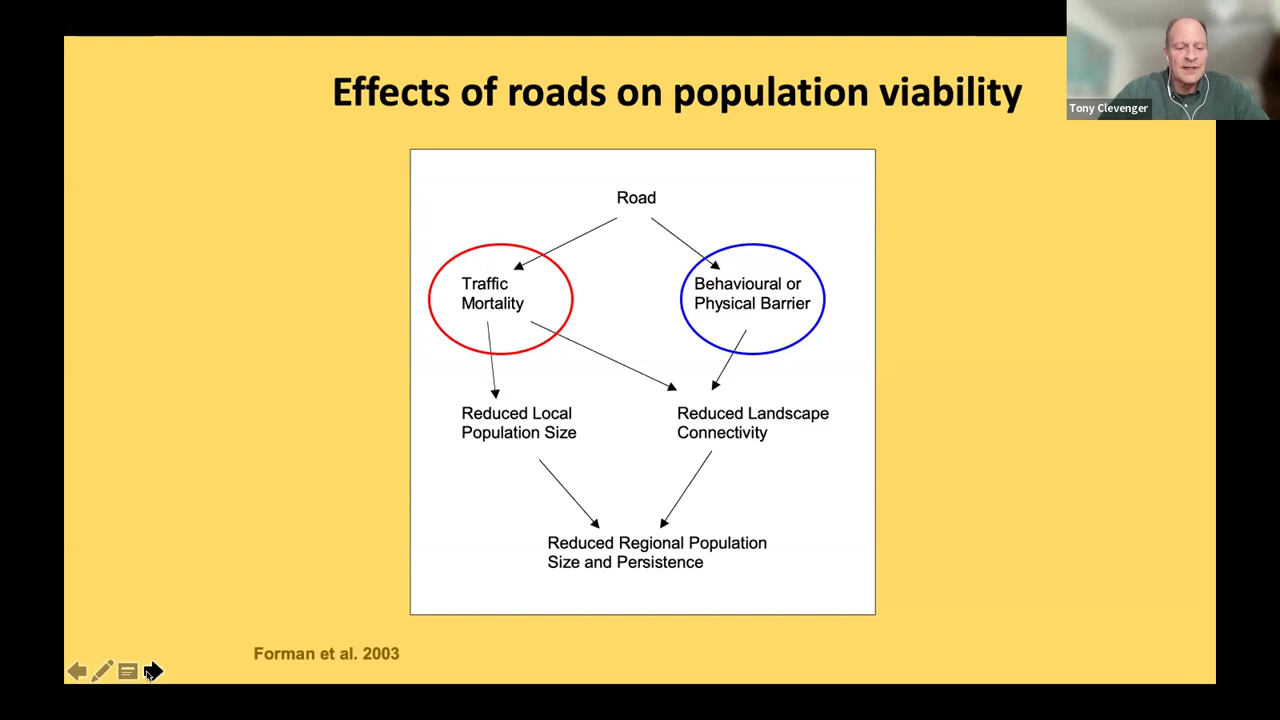 Effects of roads on population viability
Tony Clevenger
Road
Traffic
Mortality
Behavioural or
Physical Barrier
Reduced Local
Population Size
Reduced Landscape
Connectivity
Reduced Regional Population
Size and Persistence
Forman et al. 2003